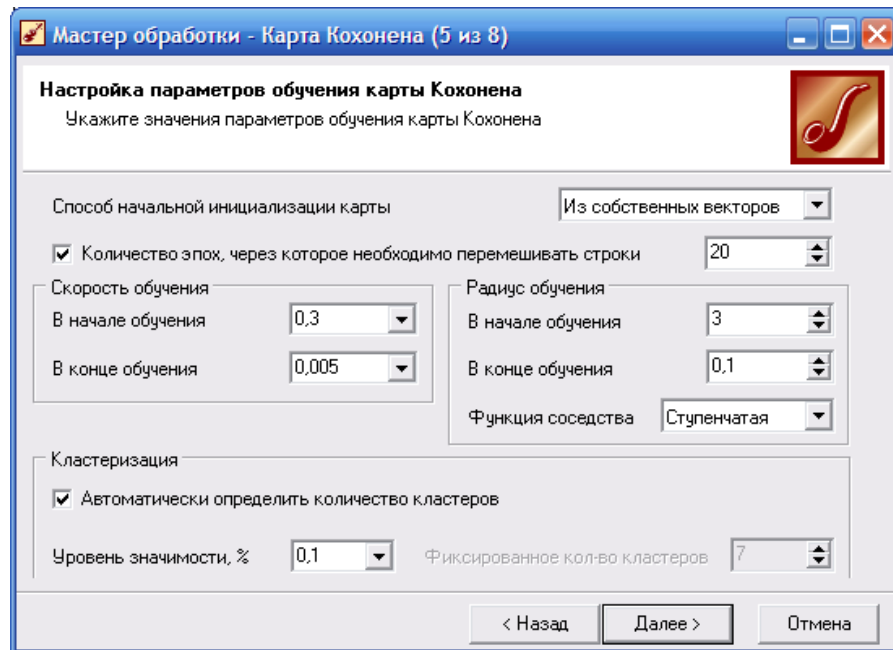 Мастер обработки - Карта Кохонена (5 из 8)
Настройка параметров обучения карты Кохонена
Укажите значения параметров обучения карты Кохонена
Способ начальной инициализации карты Из собственных векторов
Количество эпох, через которое необходимо перемешивать строки 20
Скорость обучения
В начале обучения 0,3
В конце обучения 0,005
Радиус обучения
В начале обучения 3
В конце обучения 0,1
Функция соседства Ступенчатая
Кластеризация
Автоматически определить количество кластеров
Уровень значимости, % 0,1 Фиксированное кол-во кластеров 7
< Назад Далее > Отмена